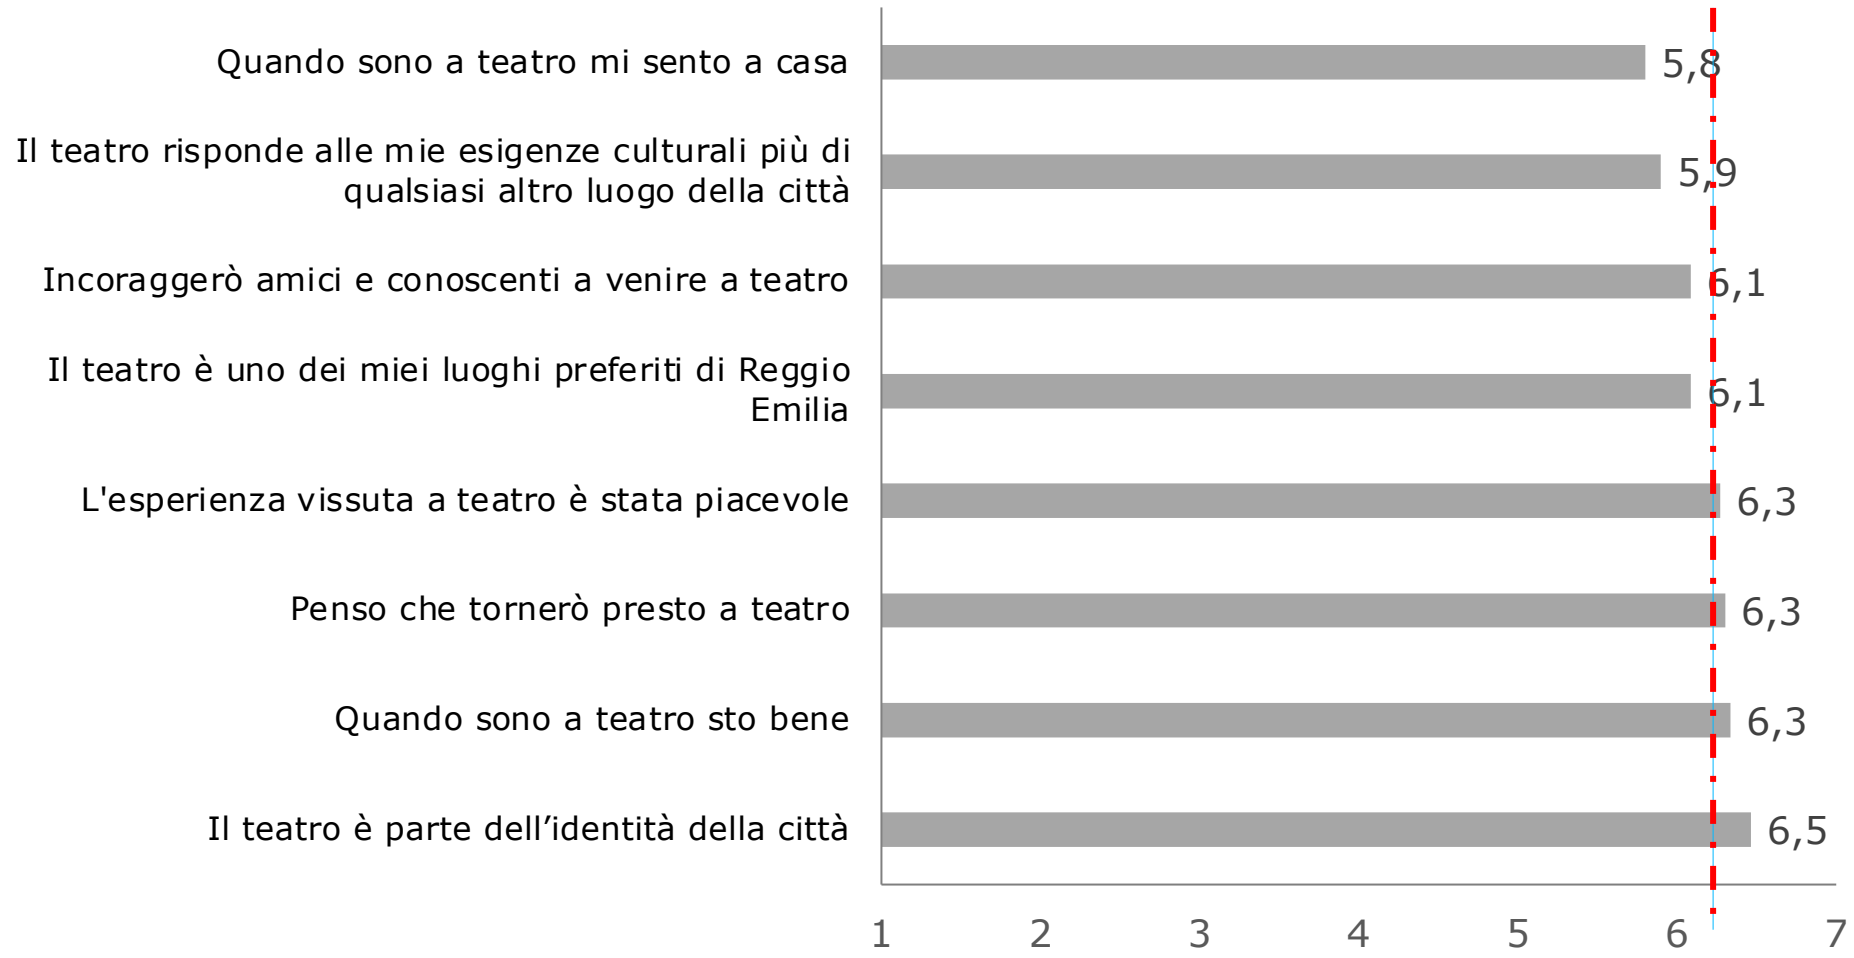 Quando sono a teatro mi sento a casa
5,8
Il teatro risponde alle mie esigenze culturali più di
qualsiasi altro luogo della città
5,9
Incoraggerò amici e conoscenti a venire a teatro
6,1
Il teatro è uno dei miei luoghi preferiti di Reggio
Emilia
6,1
L'esperienza vissuta a teatro è stata piacevole
6,3
Penso che tornerò presto a teatro
6,3
Quando sono a teatro sto bene
6,3
Il teatro è parte dell’identità della città
6,5
1 2 3 4 5 6 7